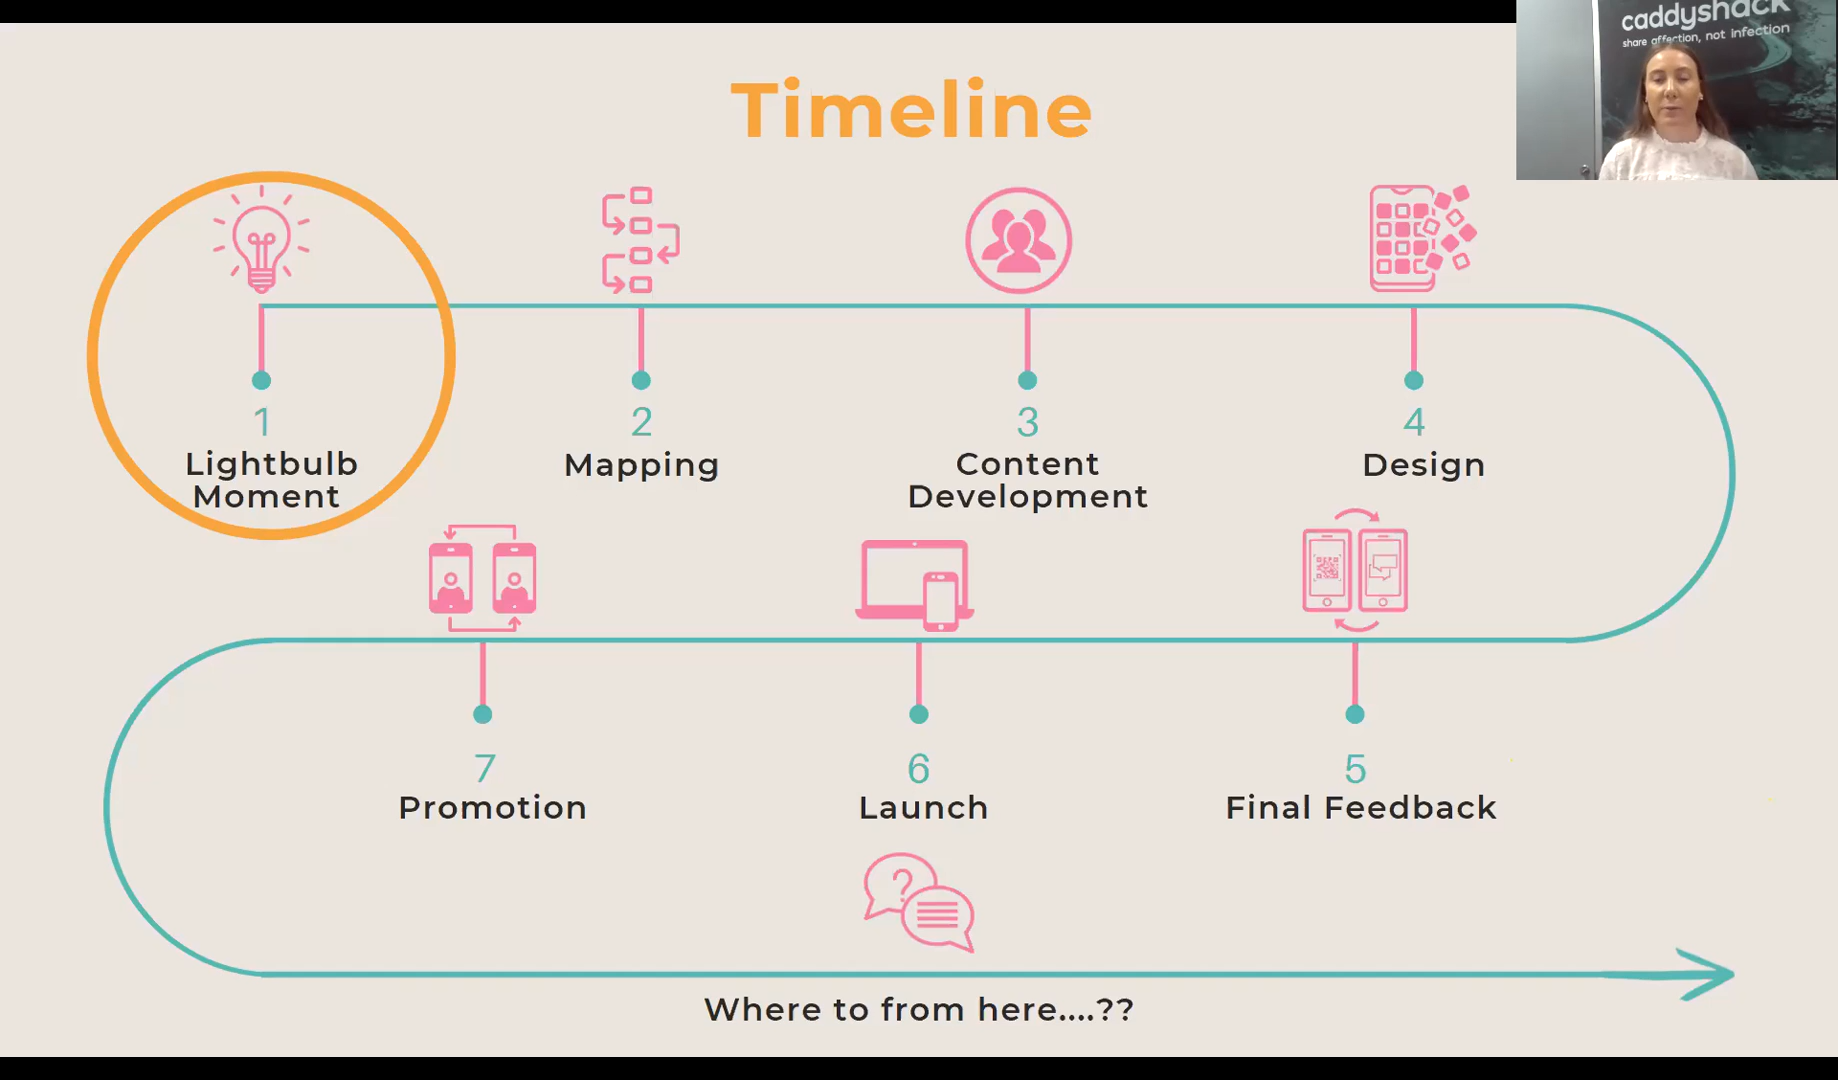 caddyshack
share affection, not infection
Timeline
1
Lightbulb
Moment
2
Mapping
3
Content
Development
4
Design
7
Promotion
6
Launch
5
Final Feedback
?
Where to from here....??